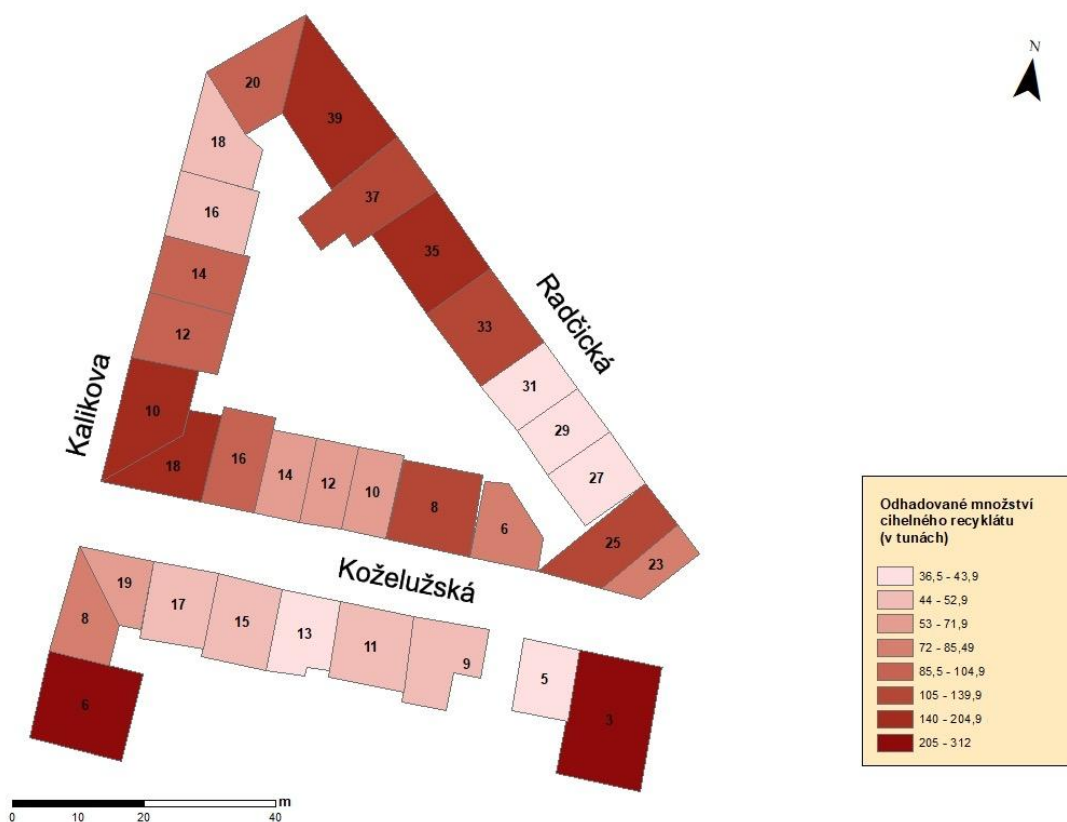 N
20
39
18
37
16
35
14
33
Radčická
12
31
Kalikova
10
29
18
16
14
12
10
8
27
6
25
23
Koželužská
19
8
17
15
13
11
9
5
6
3
Odhadované množství
cihelného recyklátu
(v tunách)
36,5 - 43,9
44 - 52,9
53 - 71,9
72 - 85,49
85,5 - 104,9
105 - 139,9
140 - 204,9
205 - 312
m
0 10 20 40